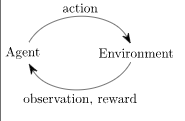 action
Agent
Environment
observation, reward